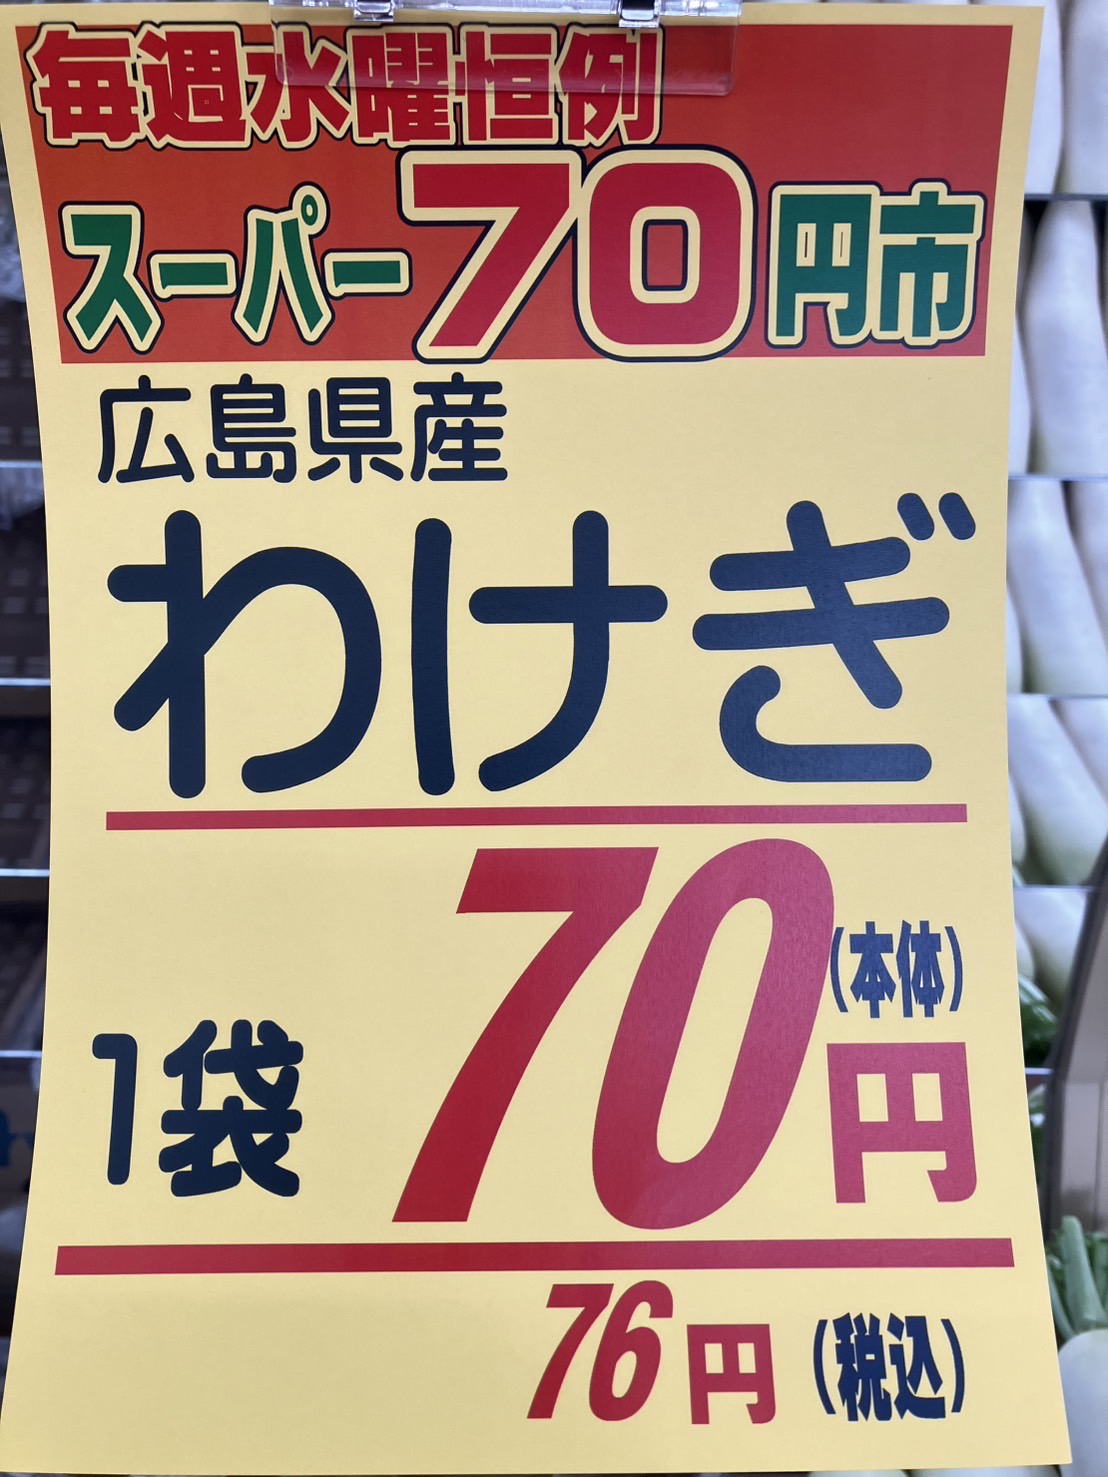 毎週水曜恒例
スーパー70円市
広島県産
わけぎ
1袋 70円(本体)
76円(税込)